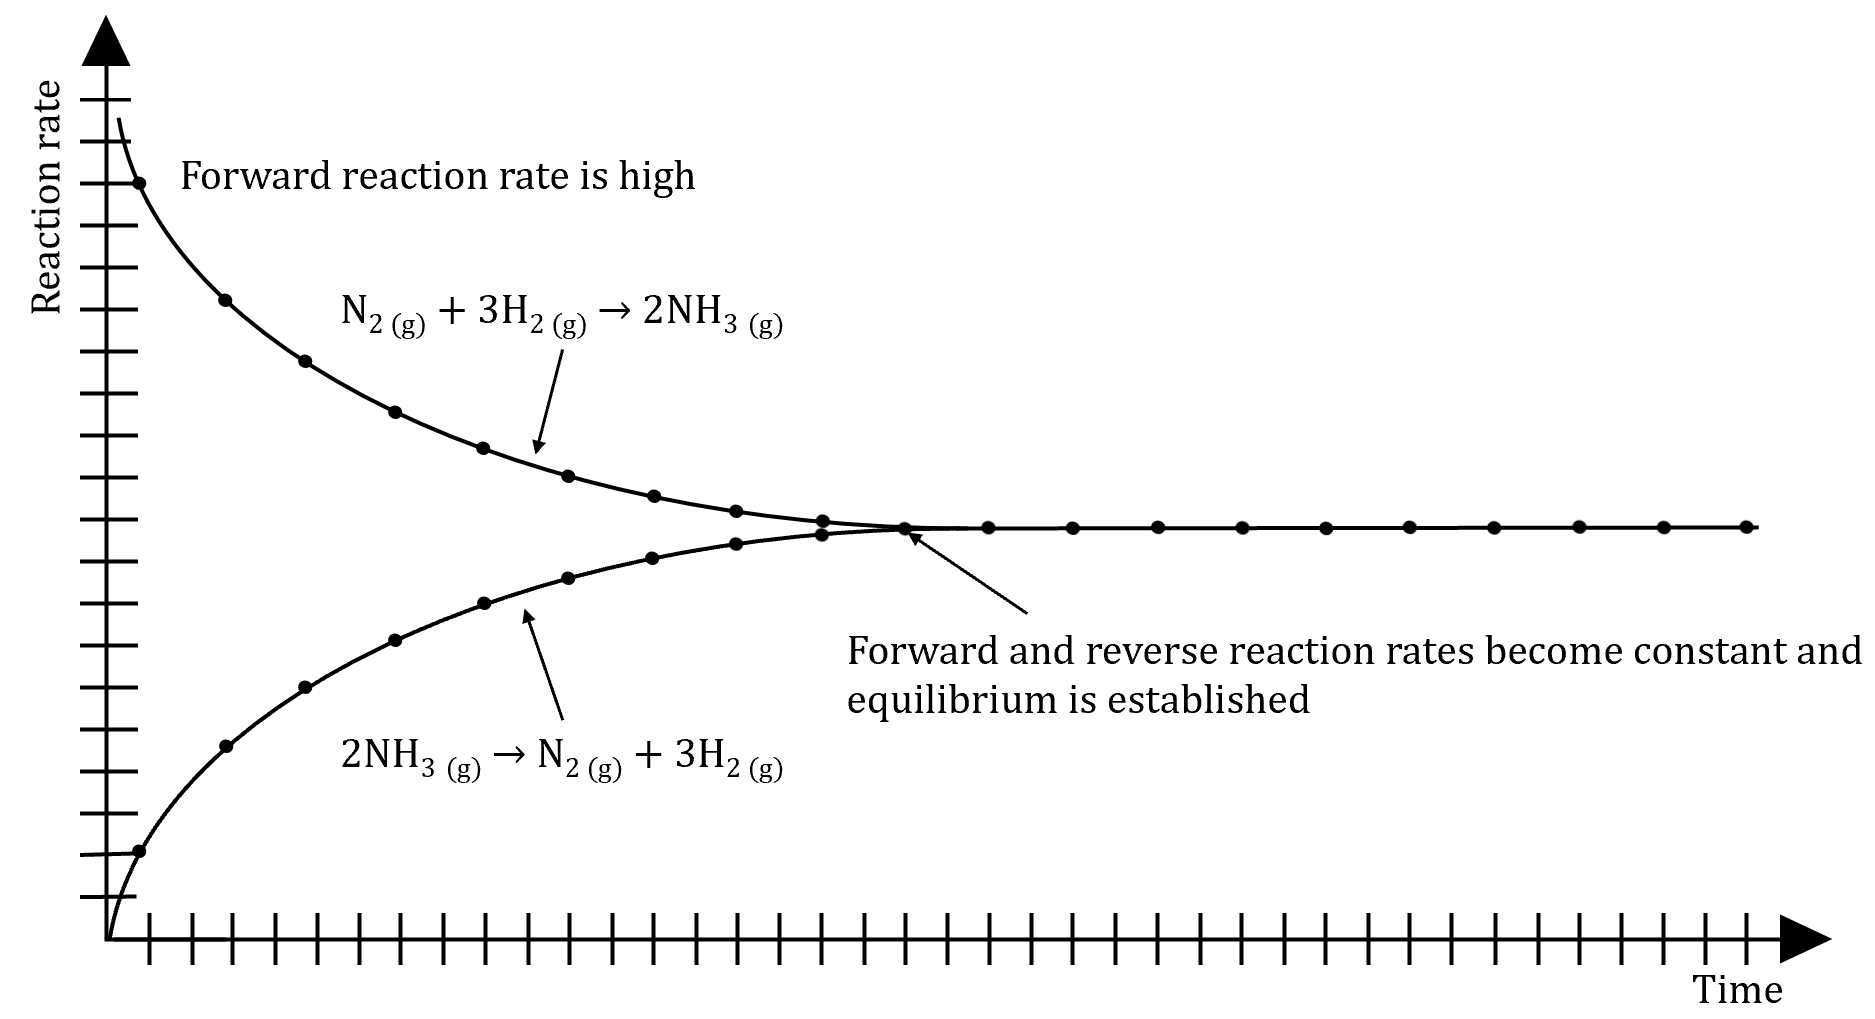 Reaction rate
Forward reaction rate is high
N₂ (g) + 3H₂ (g) → 2NH₃ (g)
Forward and reverse reaction rates become constant and
equilibrium is established
2NH₃ (g) → N₂ (g) + 3H₂ (g)
Time